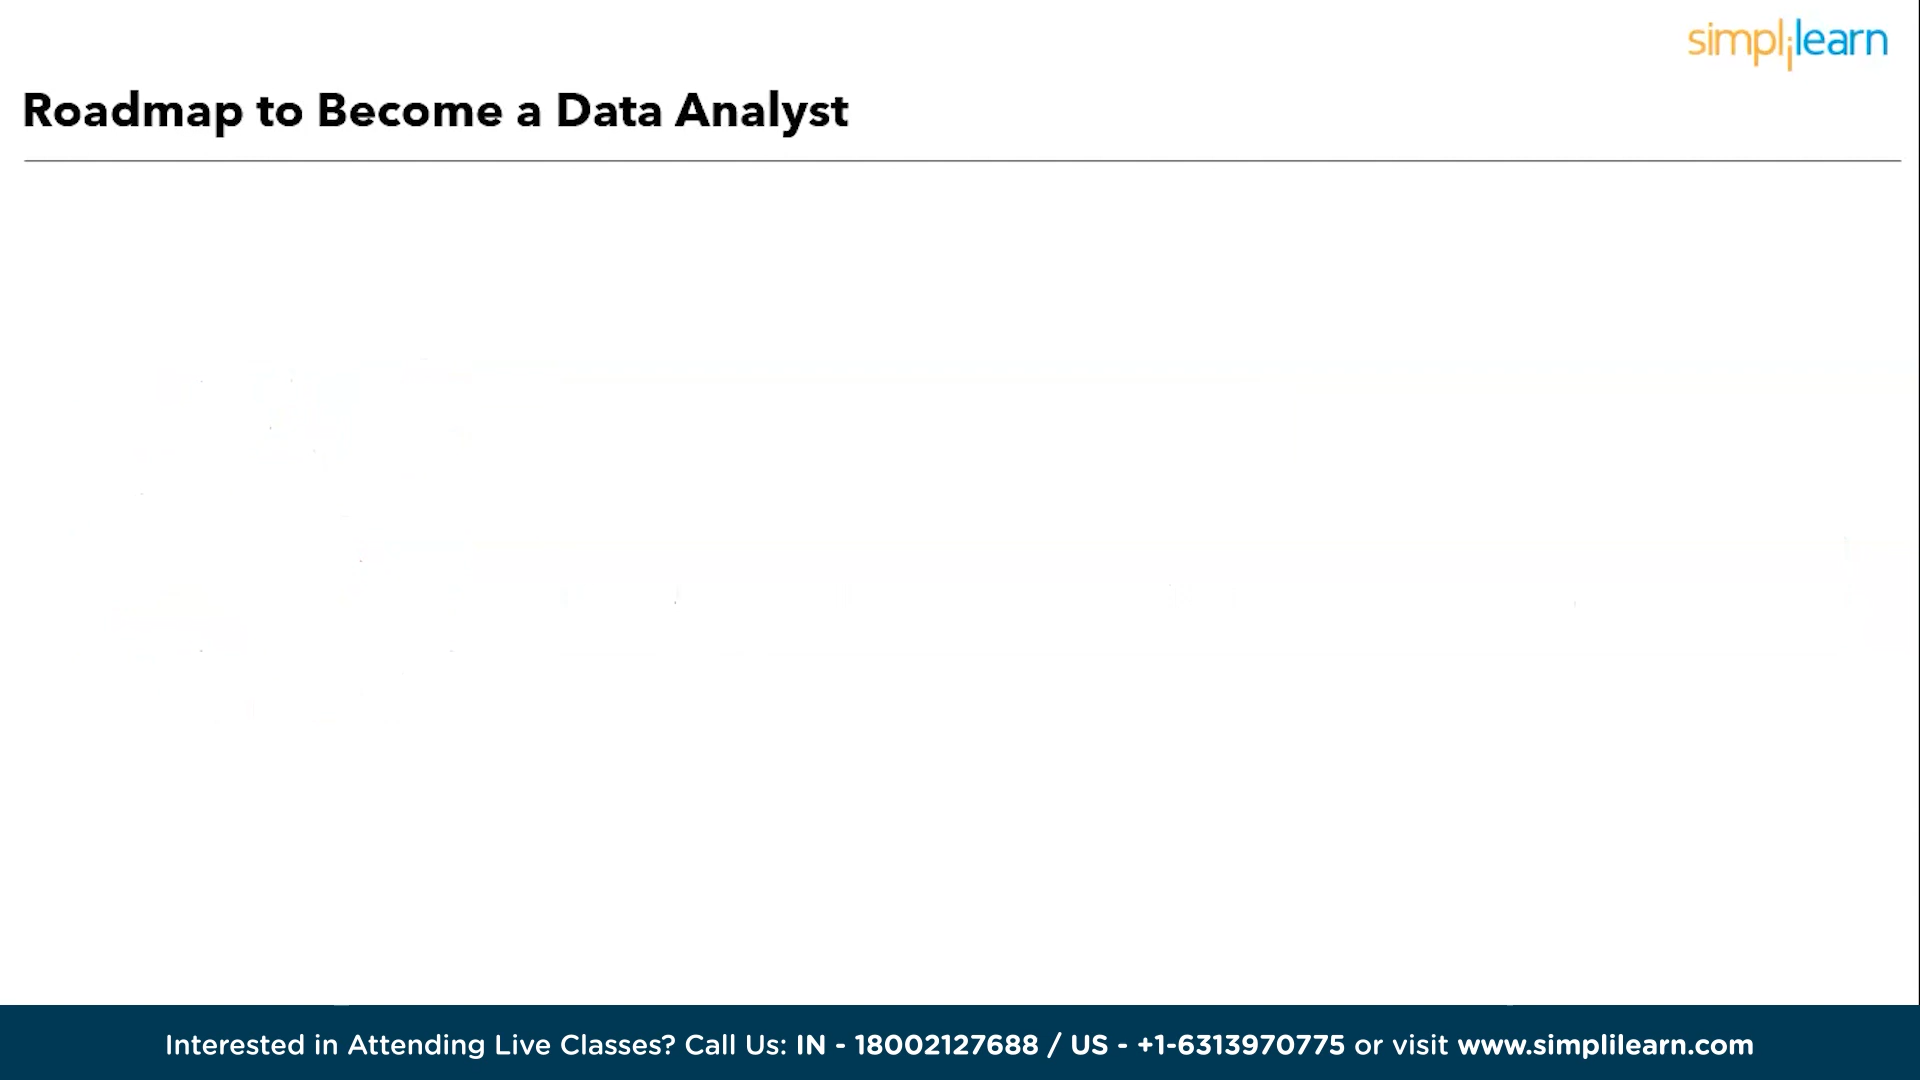 simplilearn
Roadmap to Become a Data Analyst
Interested in Attending Live Classes? Call Us: IN - 18002127688 / US - +1-6313970775 or visit www.simplilearn.com